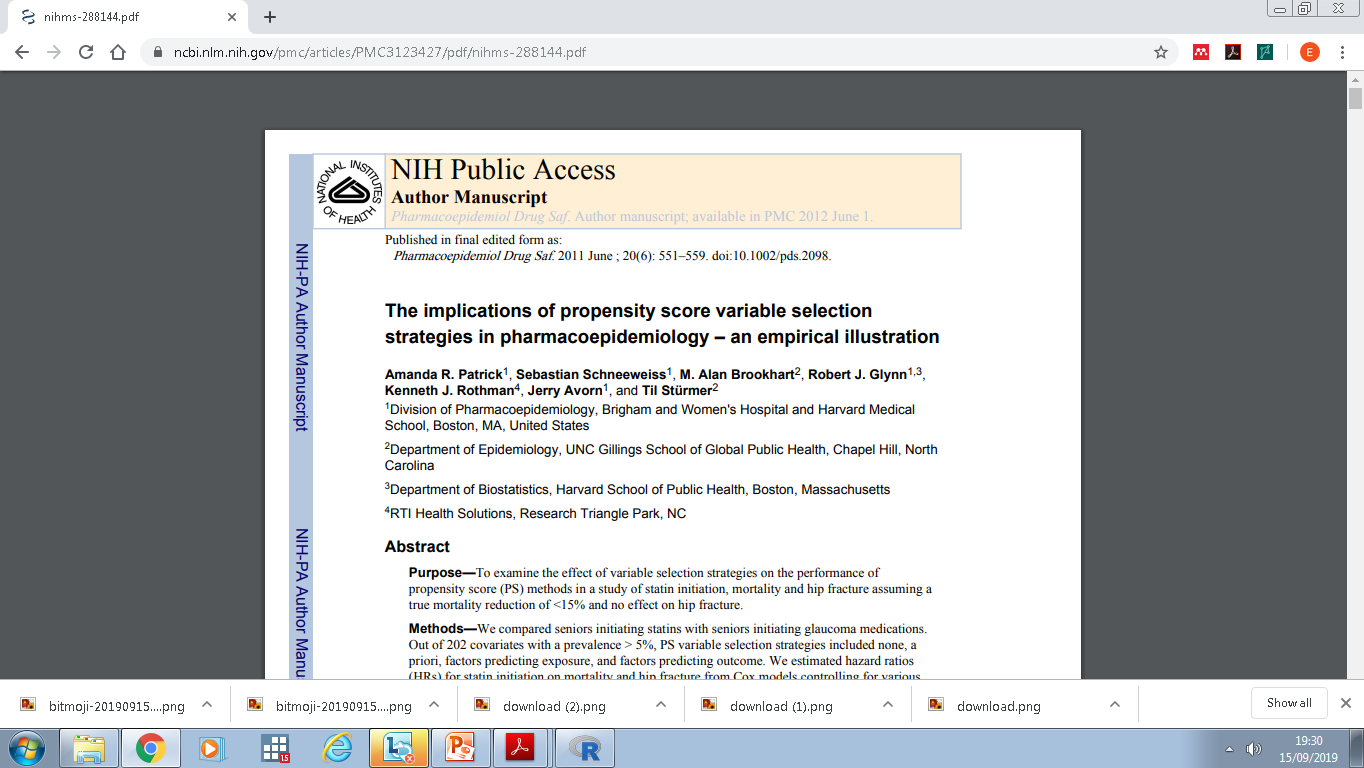 nihms-288144.pdf
ncbi.nlm.nih.gov/pmc/articles/PMC3123427/pdf/nihms-288144.pdf
E
NATIONAL INSTITUTES OF HEALTH
NIH Public Access
Author Manuscript
Pharmacoepidemiol Drug Saf. Author manuscript; available in PMC 2012 June 1.
Published in final edited form as:
Pharmacoepidemiol Drug Saf. 2011 June ; 20(6): 551–559. doi:10.1002/pds.2098.
NIH-PA Author Manuscript
The implications of propensity score variable selection
strategies in pharmacoepidemiology – an empirical illustration
Amanda R. Patrick1, Sebastian Schneeweiss1, M. Alan Brookhart2, Robert J. Glynn1,3,
Kenneth J. Rothman4, Jerry Avorn1, and Til Stürmer2
1Division of Pharmacoepidemiology, Brigham and Women's Hospital and Harvard Medical
School, Boston, MA, United States
2Department of Epidemiology, UNC Gillings School of Global Public Health, Chapel Hill, North
Carolina
3Department of Biostatistics, Harvard School of Public Health, Boston, Massachusetts
4RTI Health Solutions, Research Triangle Park, NC
NIH-PA Author Manu
Abstract
Purpose—To examine the effect of variable selection strategies on the performance of
propensity score (PS) methods in a study of statin initiation, mortality and hip fracture assuming a
true mortality reduction of <15% and no effect on hip fracture.
Methods—We compared seniors initiating statins with seniors initiating glaucoma medications.
Out of 202 covariates with a prevalence > 5%, PS variable selection strategies included none, a
priori, factors predicting exposure, and factors predicting outcome. We estimated hazard ratios
(HRs) for statin initiation on mortality and hip fracture from Cox models controlling for various
bitmoji-20190915....png
bitmoji-20190915....png
download (2).png
download (1).png
download.png
Show all
15
19:30
15/09/2019